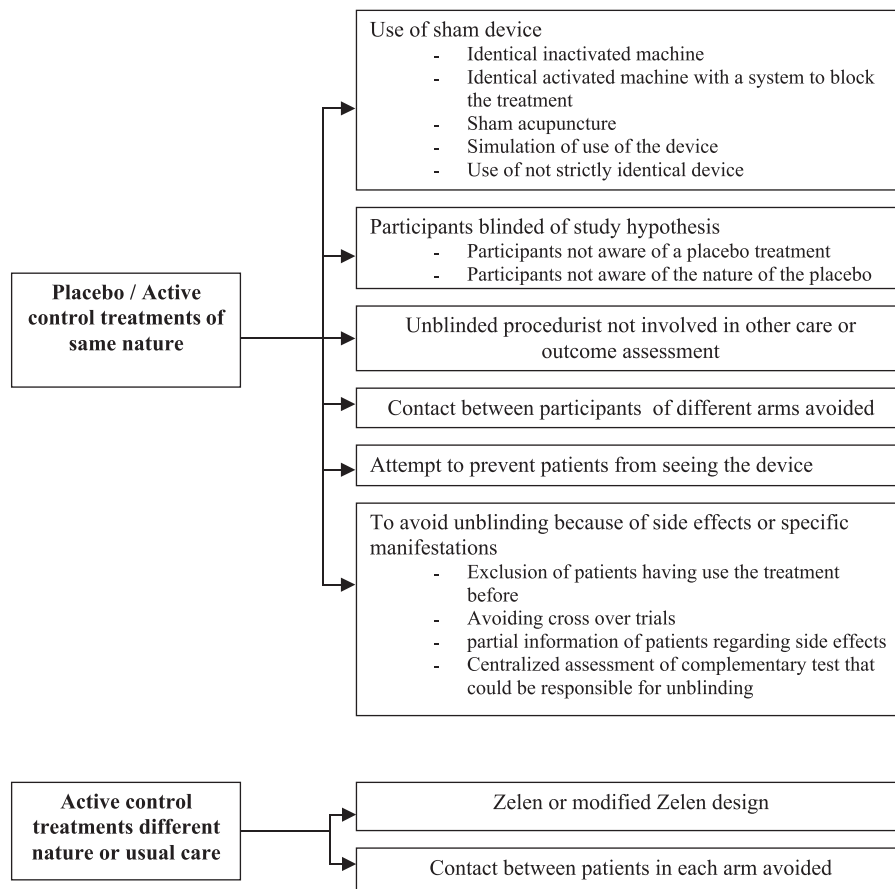 Use of sham device
- Identical inactivated machine
- Identical activated machine with a system to block
the treatment
- Sham acupuncture
- Simulation of use of the device
- Use of not strictly identical device
Participants blinded of study hypothesis
- Participants not aware of a placebo treatment
- Participants not aware of the nature of the placebo
Placebo / Active
control treatments of
same nature
Unblinded procedurist not involved in other care or
outcome assessment
Contact between participants of different arms avoided
Attempt to prevent patients from seeing the device
To avoid unblinding because of side effects or specific
manifestations
- Exclusion of patients having use the treatment
before
- Avoiding cross over trials
- partial information of patients regarding side effects
- Centralized assessment of complementary test that
could be responsible for unblinding
Active control
treatments different
nature or usual care
Zelen or modified Zelen design
Contact between patients in each arm avoided